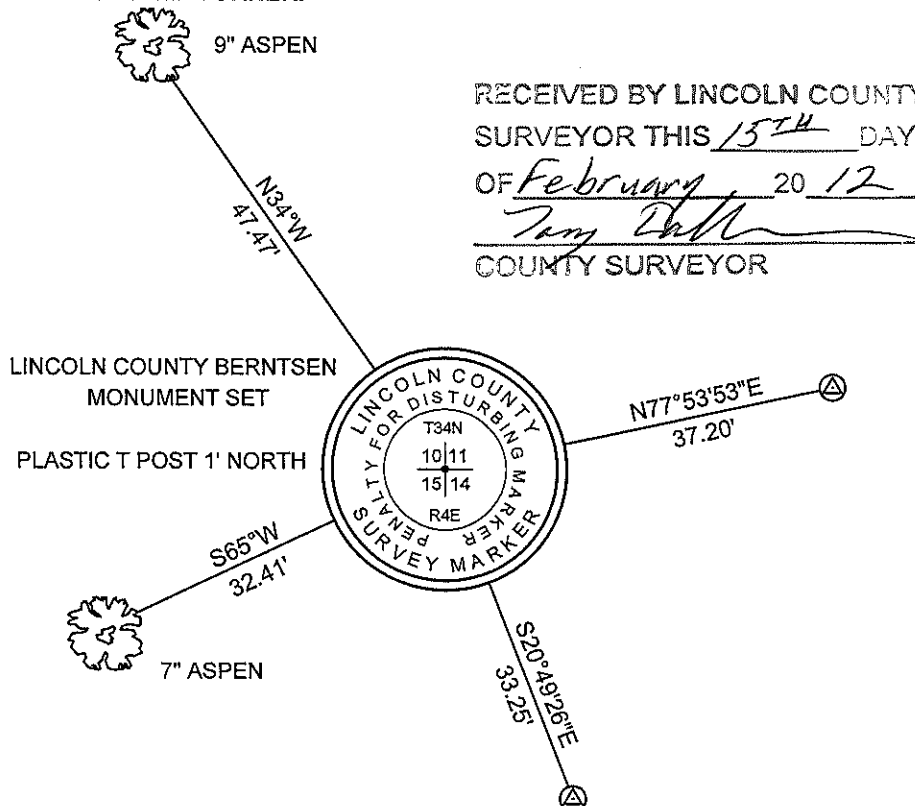 9" ASPEN
RECEIVED BY LINCOLN COUNTY
SURVEYOR THIS 15TH DAY
OF February 20 12
COUNTY SURVEYOR
N34°W
47.47'
LINCOLN COUNTY BERNTSEN
MONUMENT SET
PLASTIC T POST 1' NORTH
LINCOLN COUNTY
SURVEY MARKER
PENALTY FOR DISTURBING MARKER
T34N
10 11
15 14
R4E
N77°53'53"E
37.20'
S65°W
32.41'
7" ASPEN
S20°49'26"E
33.25'